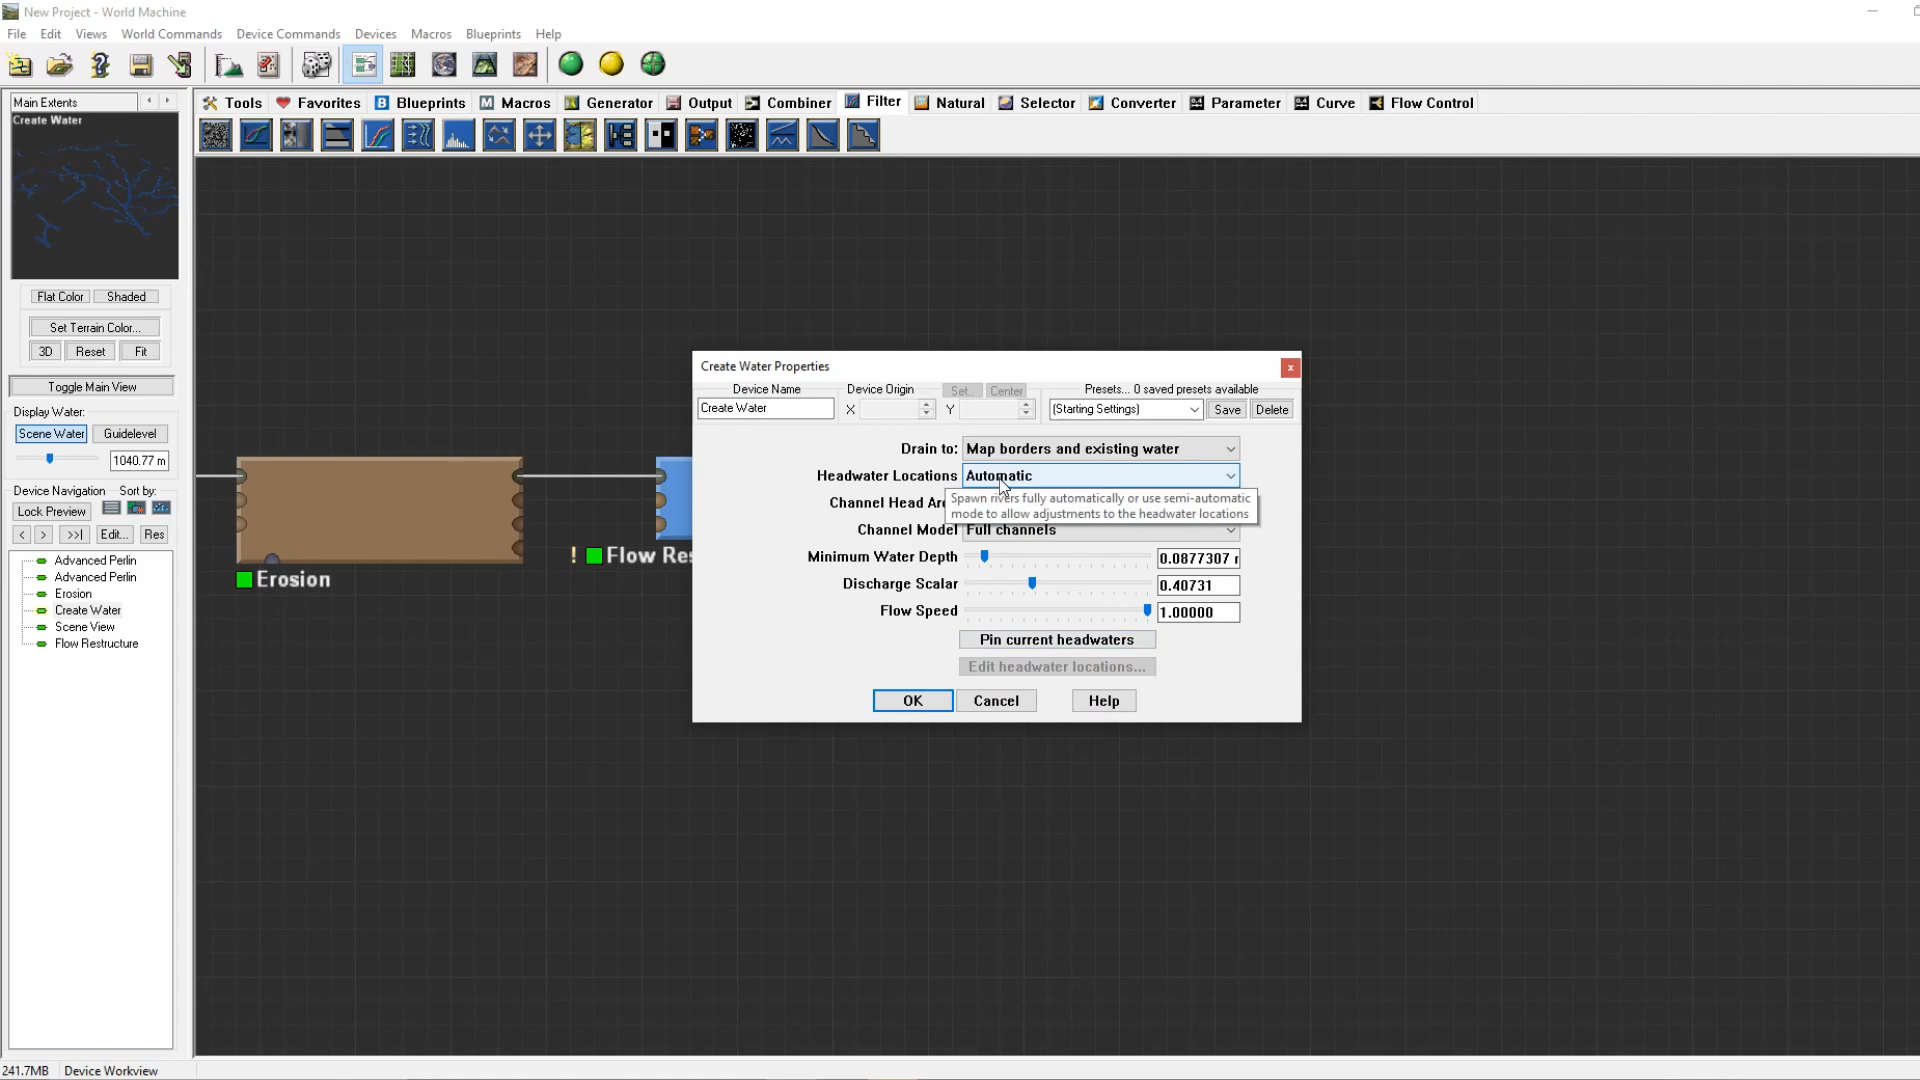 New Project - World Machine
File Edit Views World Commands Device Commands Devices Macros Blueprints Help
Main Extents
Create Water
Tools Favorites Blueprints Macros Generator Output Combiner Filter Natural Selector Converter Parameter Curve Flow Control
Flat Color Shaded
Set Terrain Color...
3D Reset Fit
Toggle Main View
Display Water:
Scene Water Guidelevel
1040.77 m
Device Navigation Sort by:
Lock Preview
< > >>| Edit... Res
Advanced Perlin
Advanced Perlin
Erosion
Create Water
Scene View
Flow Restructure
Erosion
! Flow Res
Create Water Properties
x
Device Name Device Origin Set.. Center Presets... 0 saved presets available
Create Water X Y (Starting Settings) Save Delete
Drain to: Map borders and existing water
Headwater Locations Automatic
Channel Head Are
Spawn rivers fully automatically or use semi-automatic
mode to allow adjustments to the headwater locations
Channel Model Full channels
Minimum Water Depth 0.0877307
Discharge Scalar 0.40731
Flow Speed 1.00000
Pin current headwaters
Edit headwater locations...
OK Cancel Help
241.7MB Device Workview